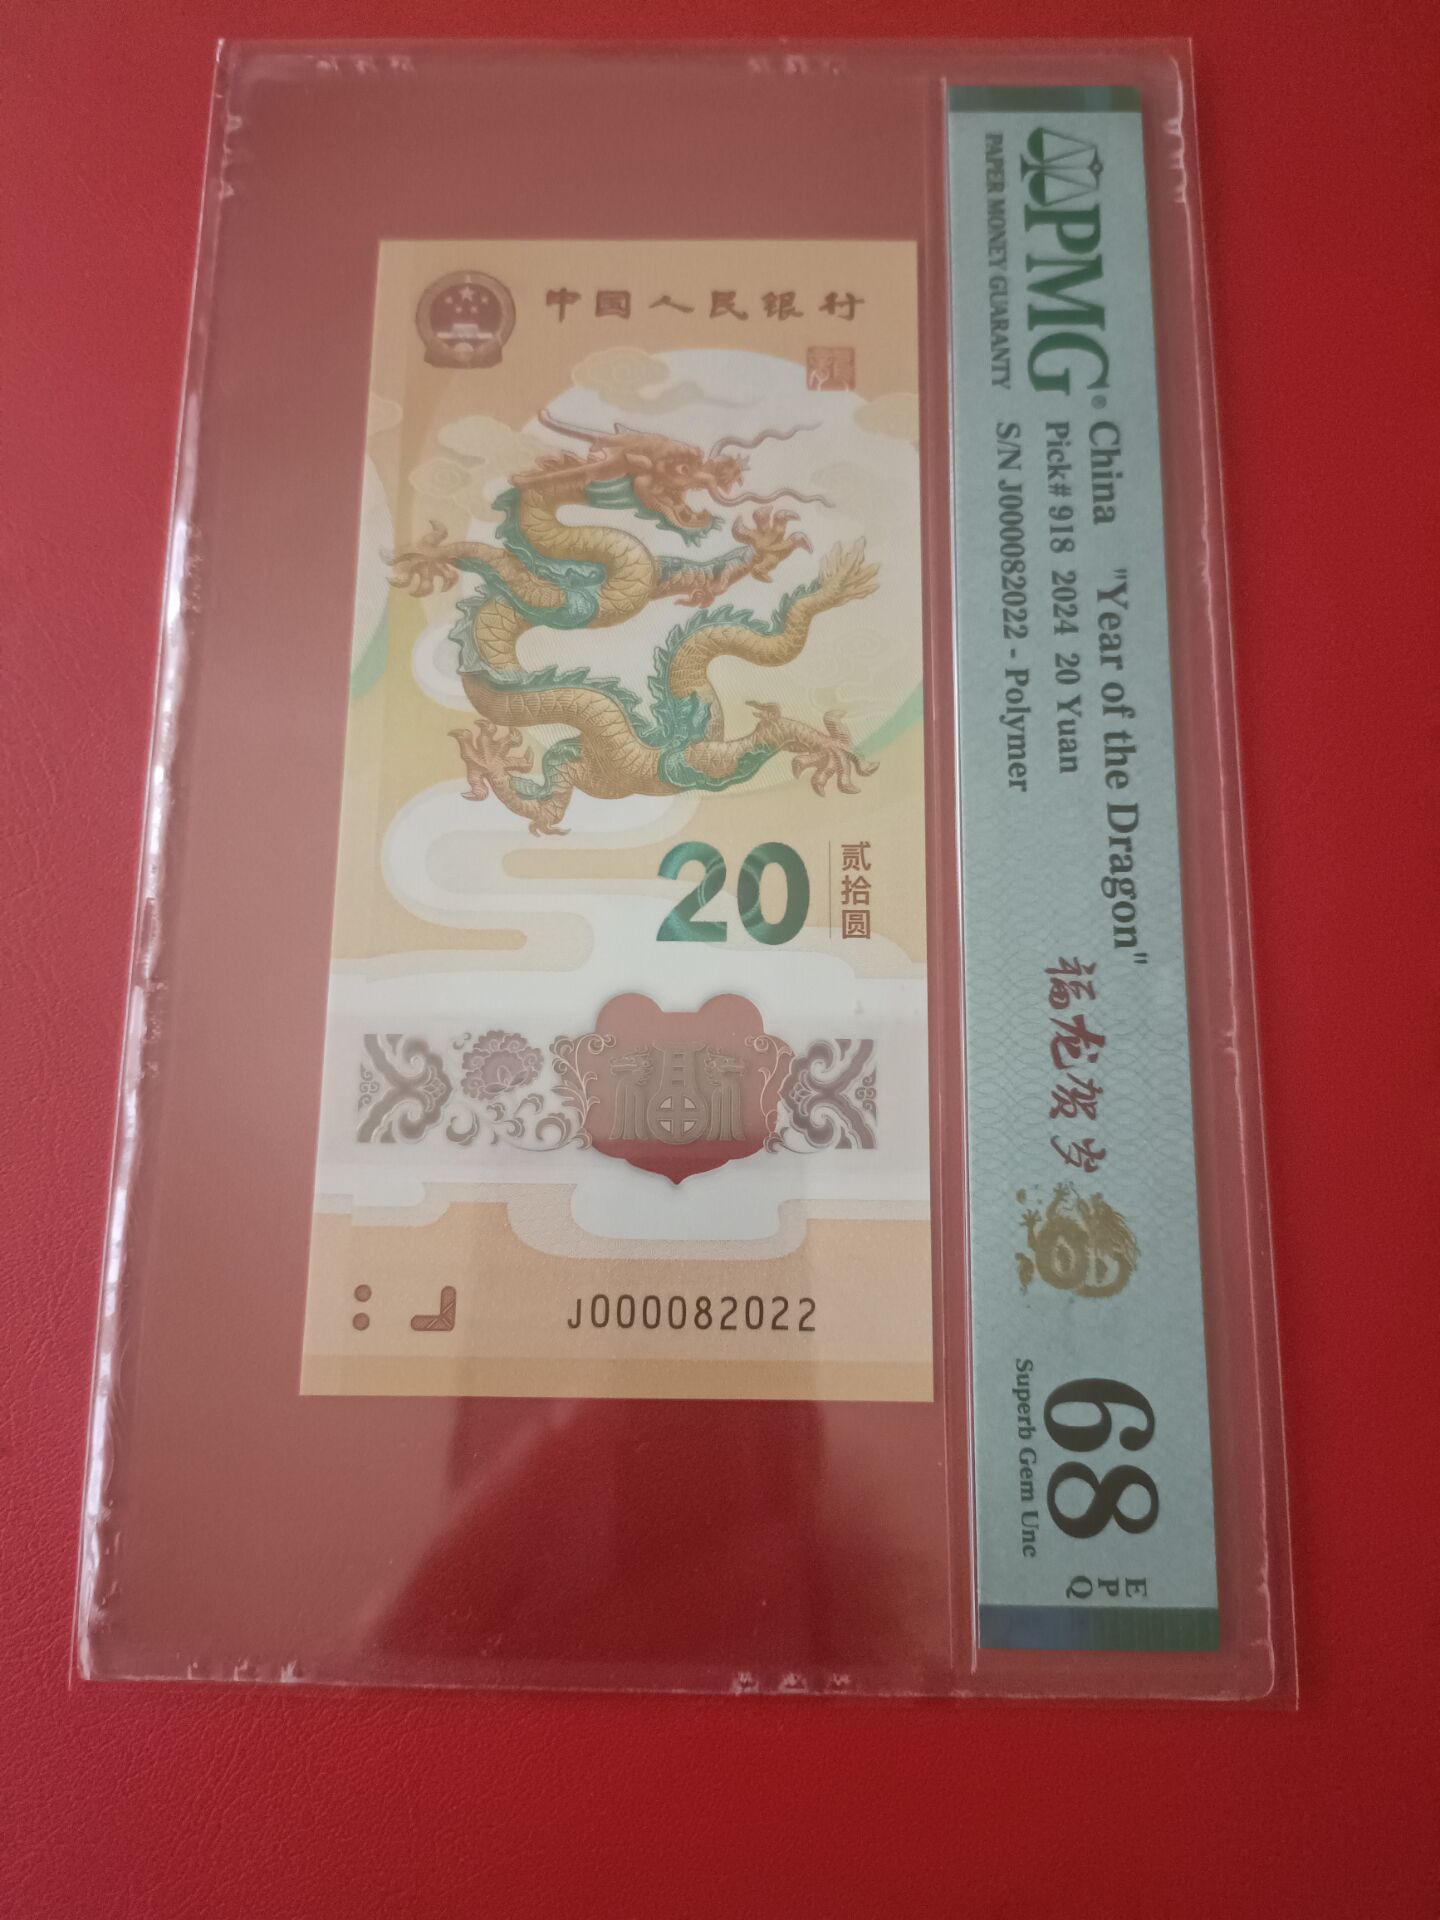 中国人民银行
20
贰拾圆
福
J000082022
PMG®
PAPER MONEY GUARANTY
China "Year of the Dragon"
Pick# 918 2024 20 Yuan
S/N J000082022 - Polymer
福龙贺岁
68
Superb Gem Unc
EPQ